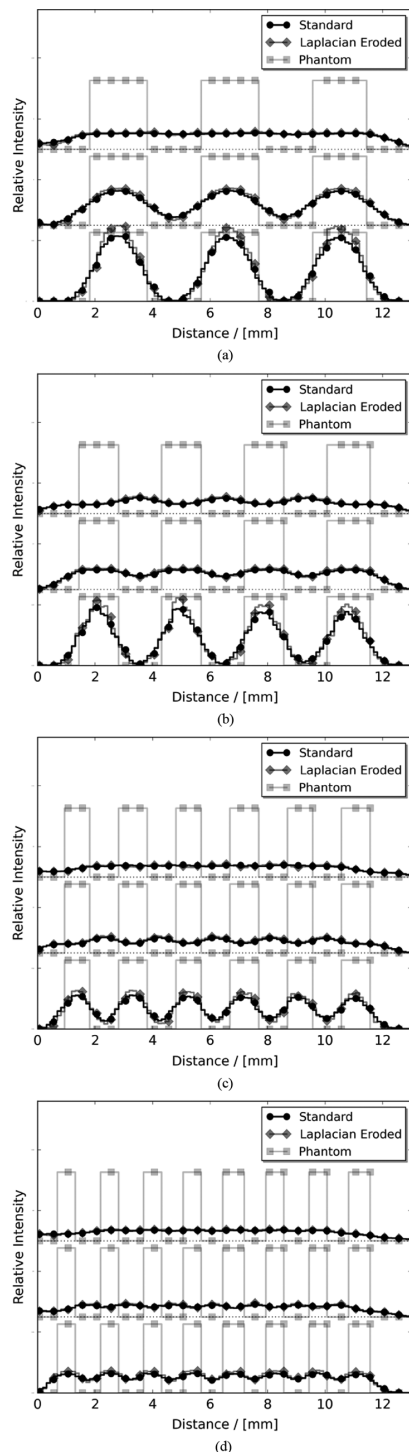 Standard
Laplacian Eroded
Phantom
Relative Intensity
0 2 4 6 8 10 12
Distance / [mm]
(a)
Standard
Laplacian Eroded
Phantom
Relative Intensity
0 2 4 6 8 10 12
Distance / [mm]
(b)
Standard
Laplacian Eroded
Phantom
Relative Intensity
0 2 4 6 8 10 12
Distance / [mm]
(c)
Standard
Laplacian Eroded
Phantom
Relative Intensity
0 2 4 6 8 10 12
Distance / [mm]
(d)